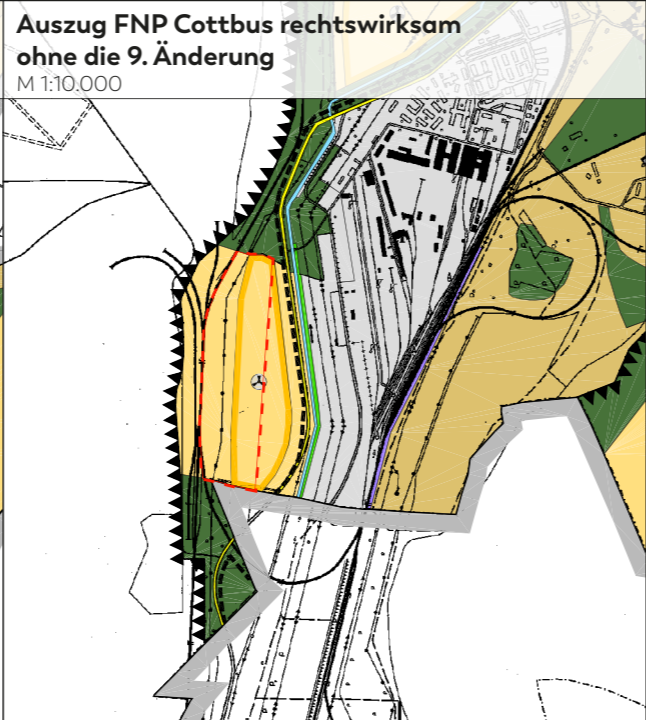 Auszug FNP Cottbus rechtswirksam
ohne die 9. Änderung
M 1:10.000